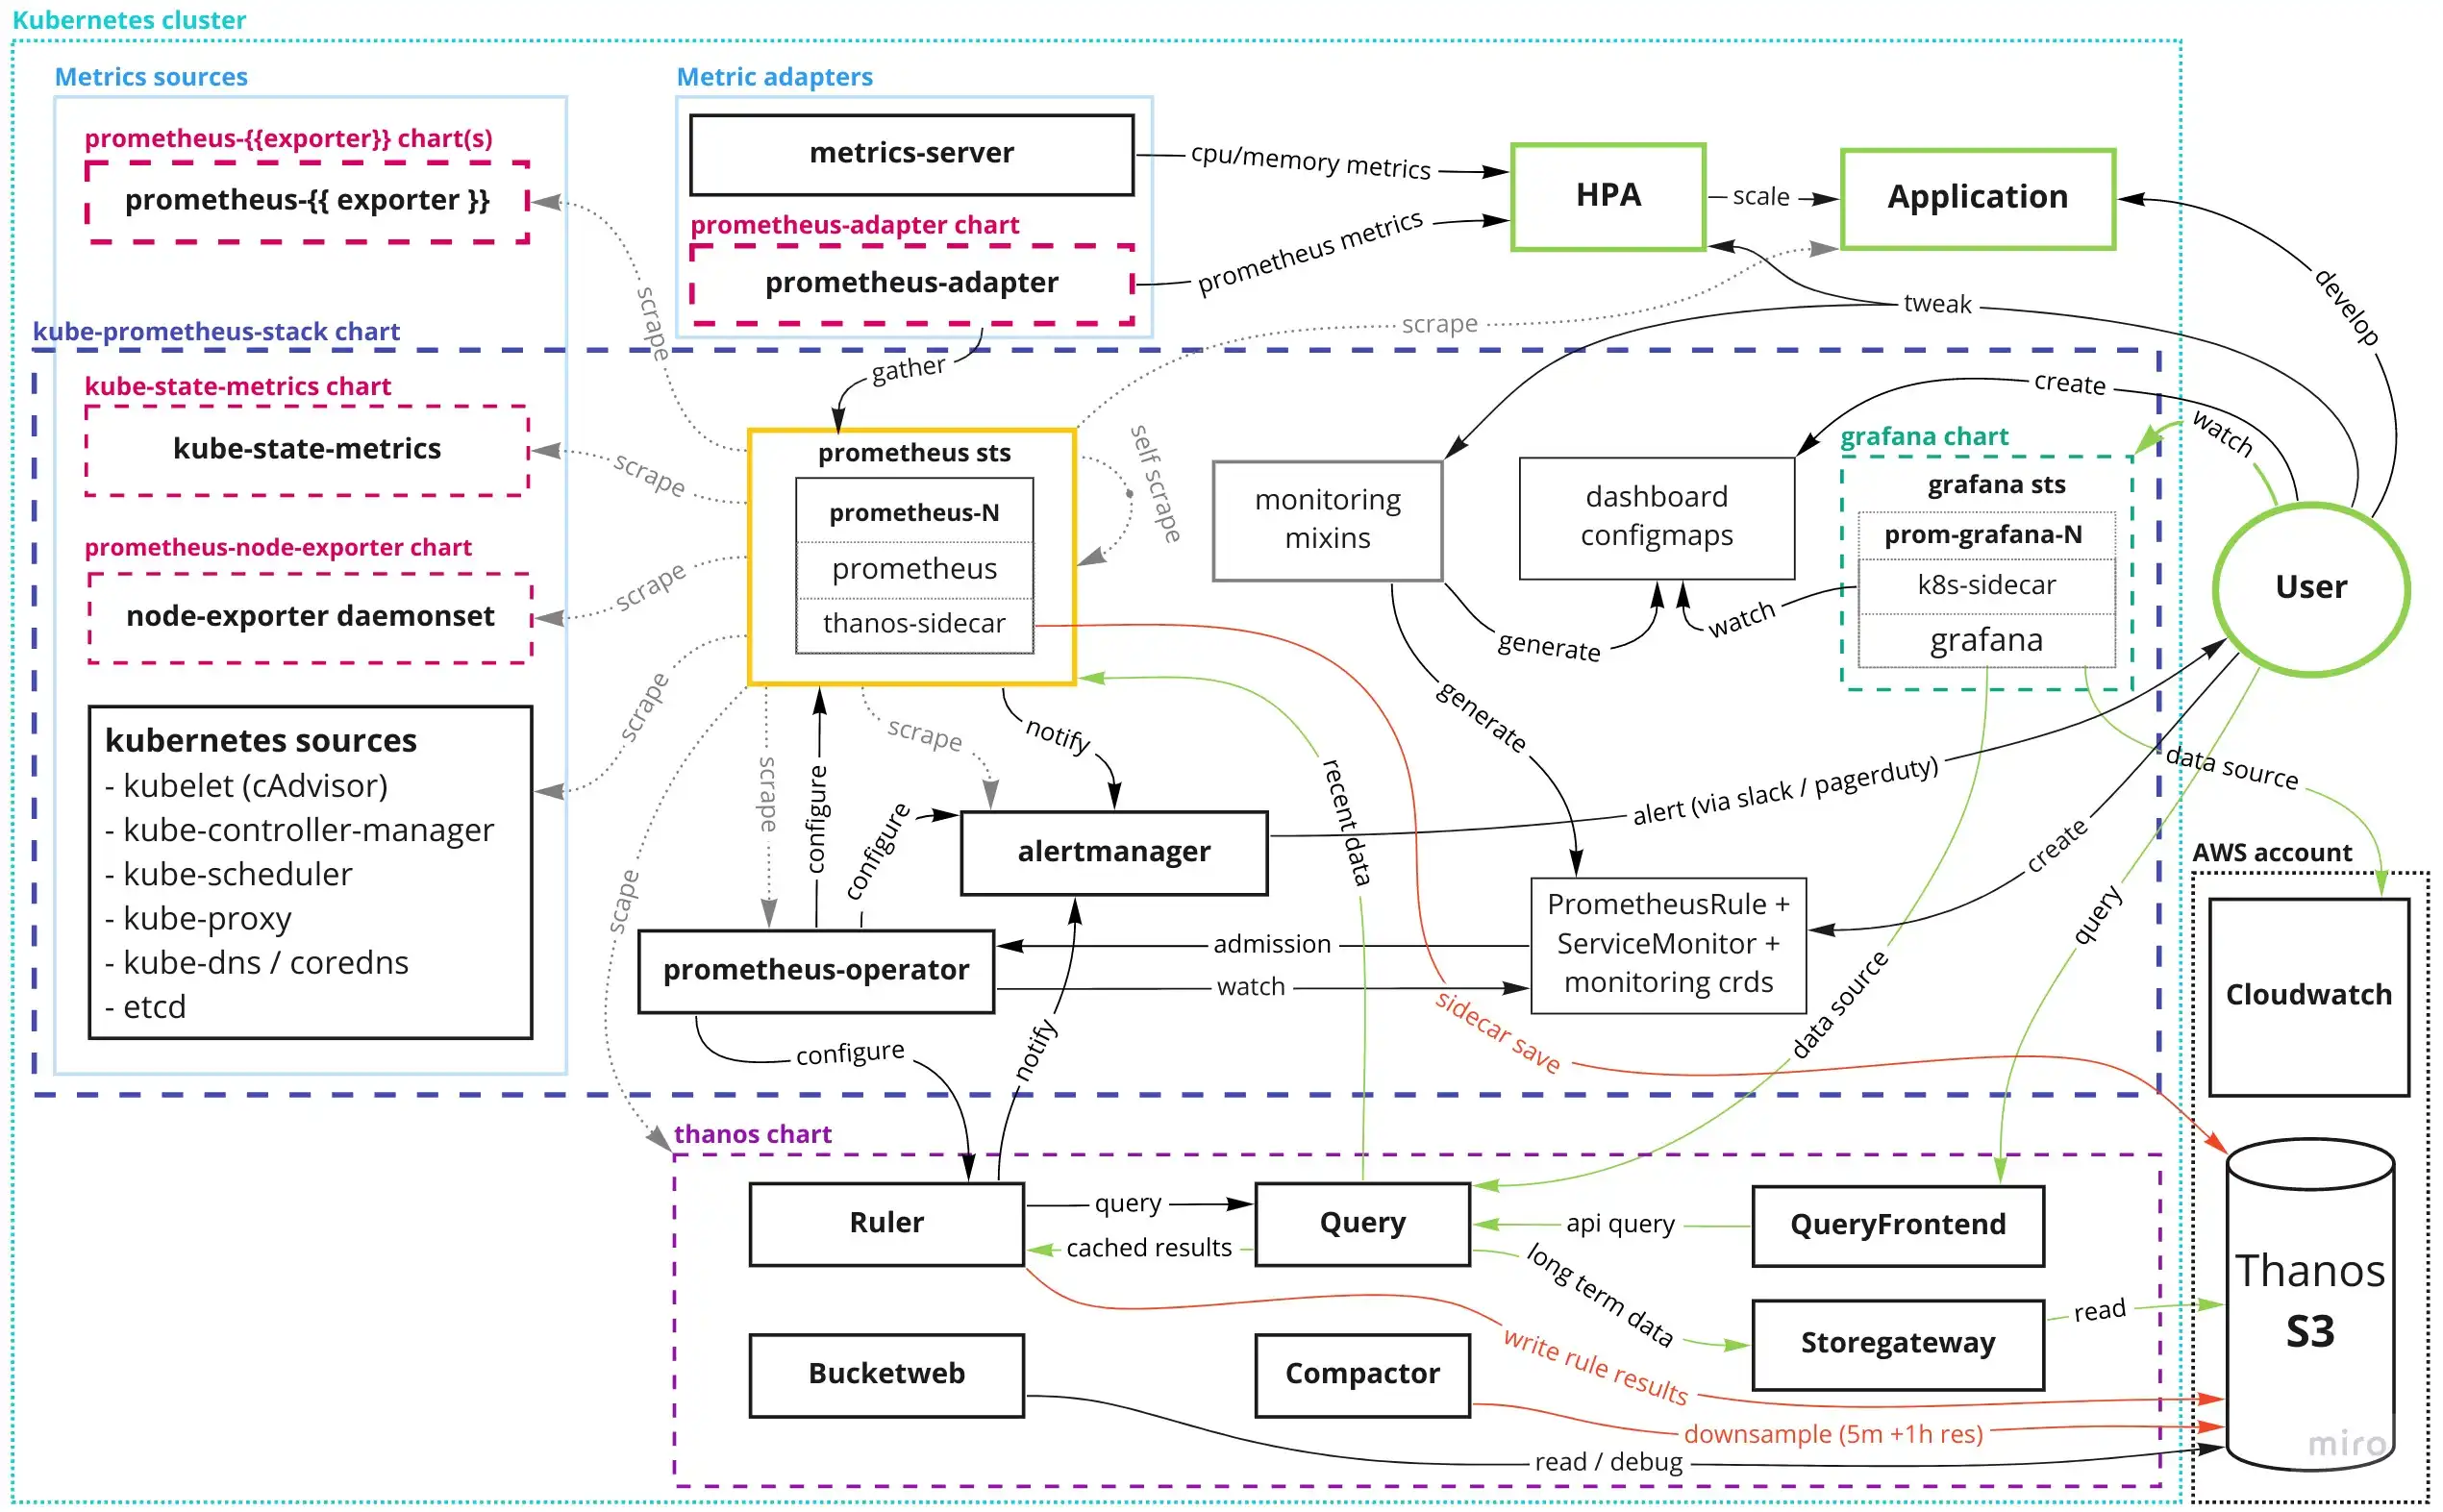 Kubernetes cluster
Metrics sources
Metric adapters
prometheus-{{exporter}} chart(s)
prometheus-{{ exporter }}
metrics-server
cpu/memory metrics
HPA
scale
Application
prometheus-adapter chart
prometheus-adapter
prometheus metrics
develop
scrape
scrape
tweak
kube-prometheus-stack chart
gather
create
watch
kube-state-metrics chart
kube-state-metrics
scrape
prometheus sts
prometheus-N
prometheus
thanos-sidecar
self scrape
monitoring
mixins
dashboard
configmaps
grafana chart
grafana sts
prom-grafana-N
k8s-sidecar
grafana
User
prometheus-node-exporter chart
node-exporter daemonset
scrape
generate
watch
kubernetes sources
- kubelet (cAdvisor)
- kube-controller-manager
- kube-scheduler
- kube-proxy
- kube-dns / coredns
- etcd
scrape
scape
scrape
configure
configure
scrape
notify
generate
recent data
alert (via slack / pagerduty)
data source
create
query
alertmanager
AWS account
Cloudwatch
prometheus-operator
admission
watch
PrometheusRule +
ServiceMonitor +
monitoring crds
data source
sidecar save
configure
notify
thanos chart
Ruler
query
cached results
Query
api query
QueryFrontend
long term data
Storegateway
read
Thanos
S3
write rule results
Bucketweb
Compactor
downsample (5m +1h res)
read / debug
miro